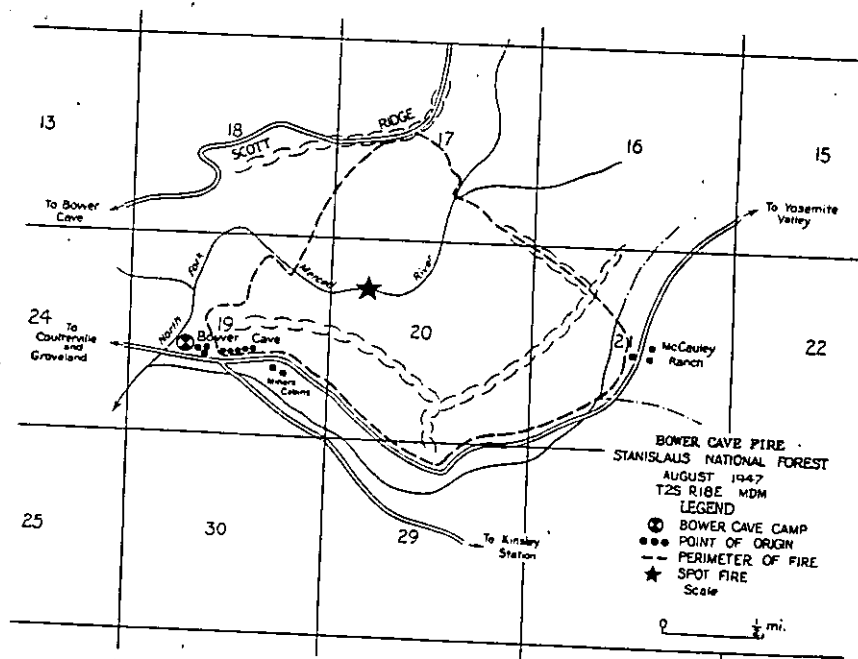 13
18
SCOTT
RIDGE
17
16
15
To Bower
Cave
To Yosemite
Valley
North
Fork
Merced
River
24
To
Coulterville
and
Groveland
19
Bower
Cave
Miners
Cabins
20
21
McCauley
Ranch
22
25
30
29
To Kinsley
Station
BOWER CAVE FIRE
STANISLAUS NATIONAL FOREST
AUGUST 1947
T2S R18E MDM
LEGEND
BOWER CAVE CAMP
POINT OF ORIGIN
PERIMETER OF FIRE
SPOT FIRE
Scale
0 ½ mi.